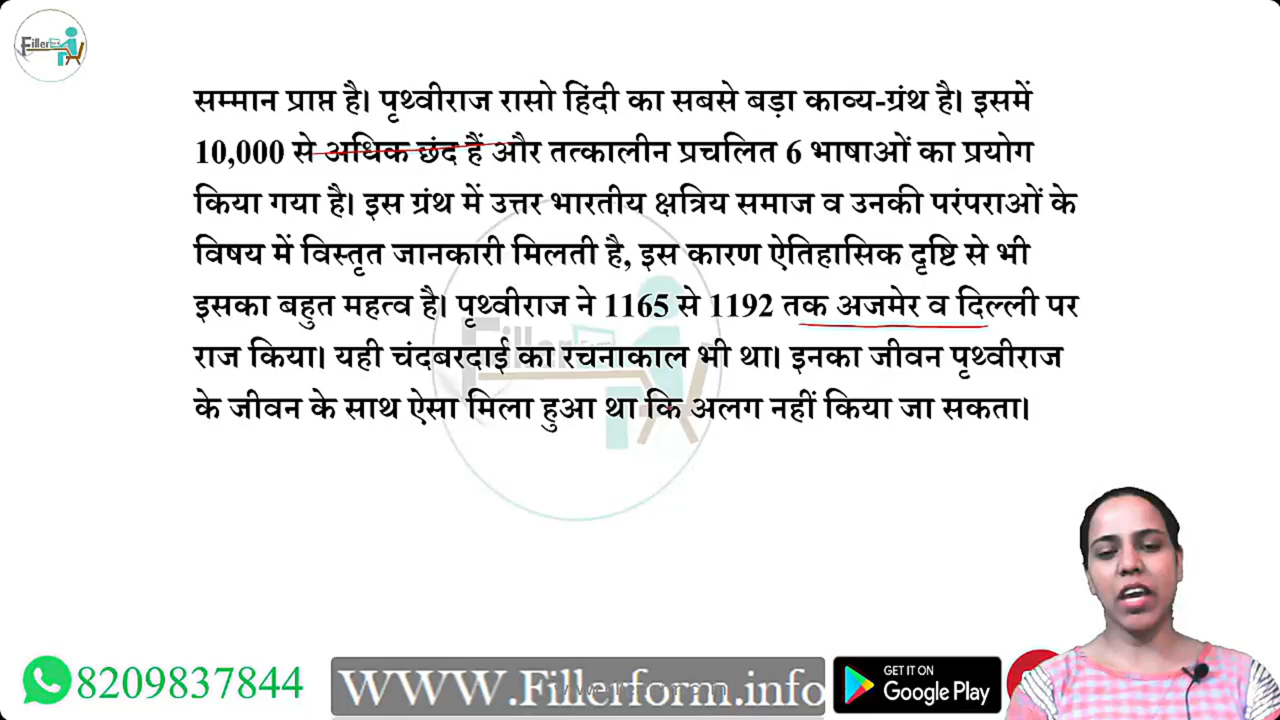 Fillerform
सम्मान प्राप्त है। पृथ्वीराज रासो हिंदी का सबसे बड़ा काव्य-ग्रंथ है। इसमें
10,000 से अधिक छंद हैं और तत्कालीन प्रचलित 6 भाषाओं का प्रयोग
किया गया है। इस ग्रंथ में उत्तर भारतीय क्षत्रिय समाज व उनकी परंपराओं के
विषय में विस्तृत जानकारी मिलती है, इस कारण ऐतिहासिक दृष्टि से भी
इसका बहुत महत्व है। पृथ्वीराज ने 1165 से 1192 तक अजमेर व दिल्ली पर
राज किया। यही चंदबरदाई का रचनाकाल भी था। इनका जीवन पृथ्वीराज
के जीवन के साथ ऐसा मिला हुआ था कि अलग नहीं किया जा सकता।
8209837844
WWW.Fillerform.info
GET IT ON
Google Play